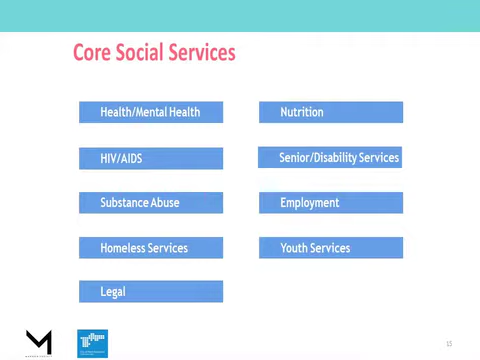 Core Social Services
Health/Mental Health
Nutrition
HIV/AIDS
Senior/Disability Services
Substance Abuse
Employment
Homeless Services
Youth Services
Legal
15